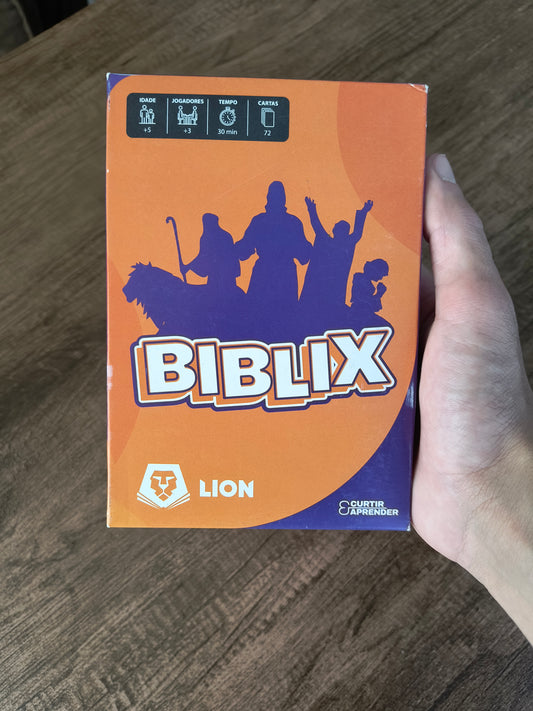 IDADE JOGADORES TEMPO CARTAS
+5 +3 30 min 72
BIBLIX
LION
CURTIR
& APRENDER